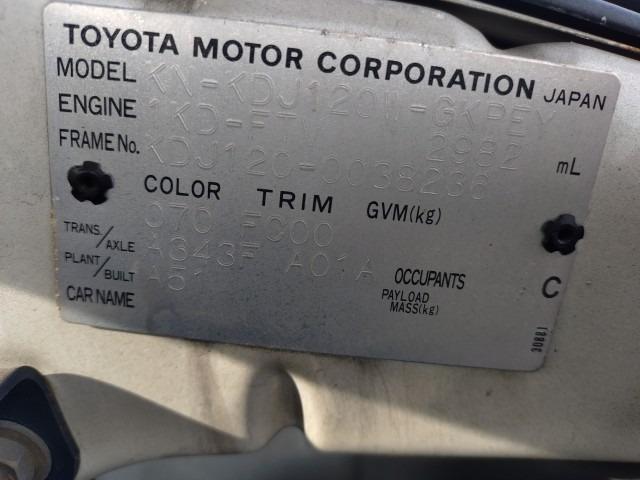 TOYOTA MOTOR CORPORATION JAPAN
MODEL KN-KDJ120W-GKPEY
ENGINE 1KD-FTV 2982 mL
FRAME No. KDJ120-0038236
COLOR TRIM GVM(kg)
070 FC00
TRANS./AXLE A343F A01A
PLANT/BUILT A51 OCCUPANTS C
CAR NAME PAYLOAD MASS(kg)